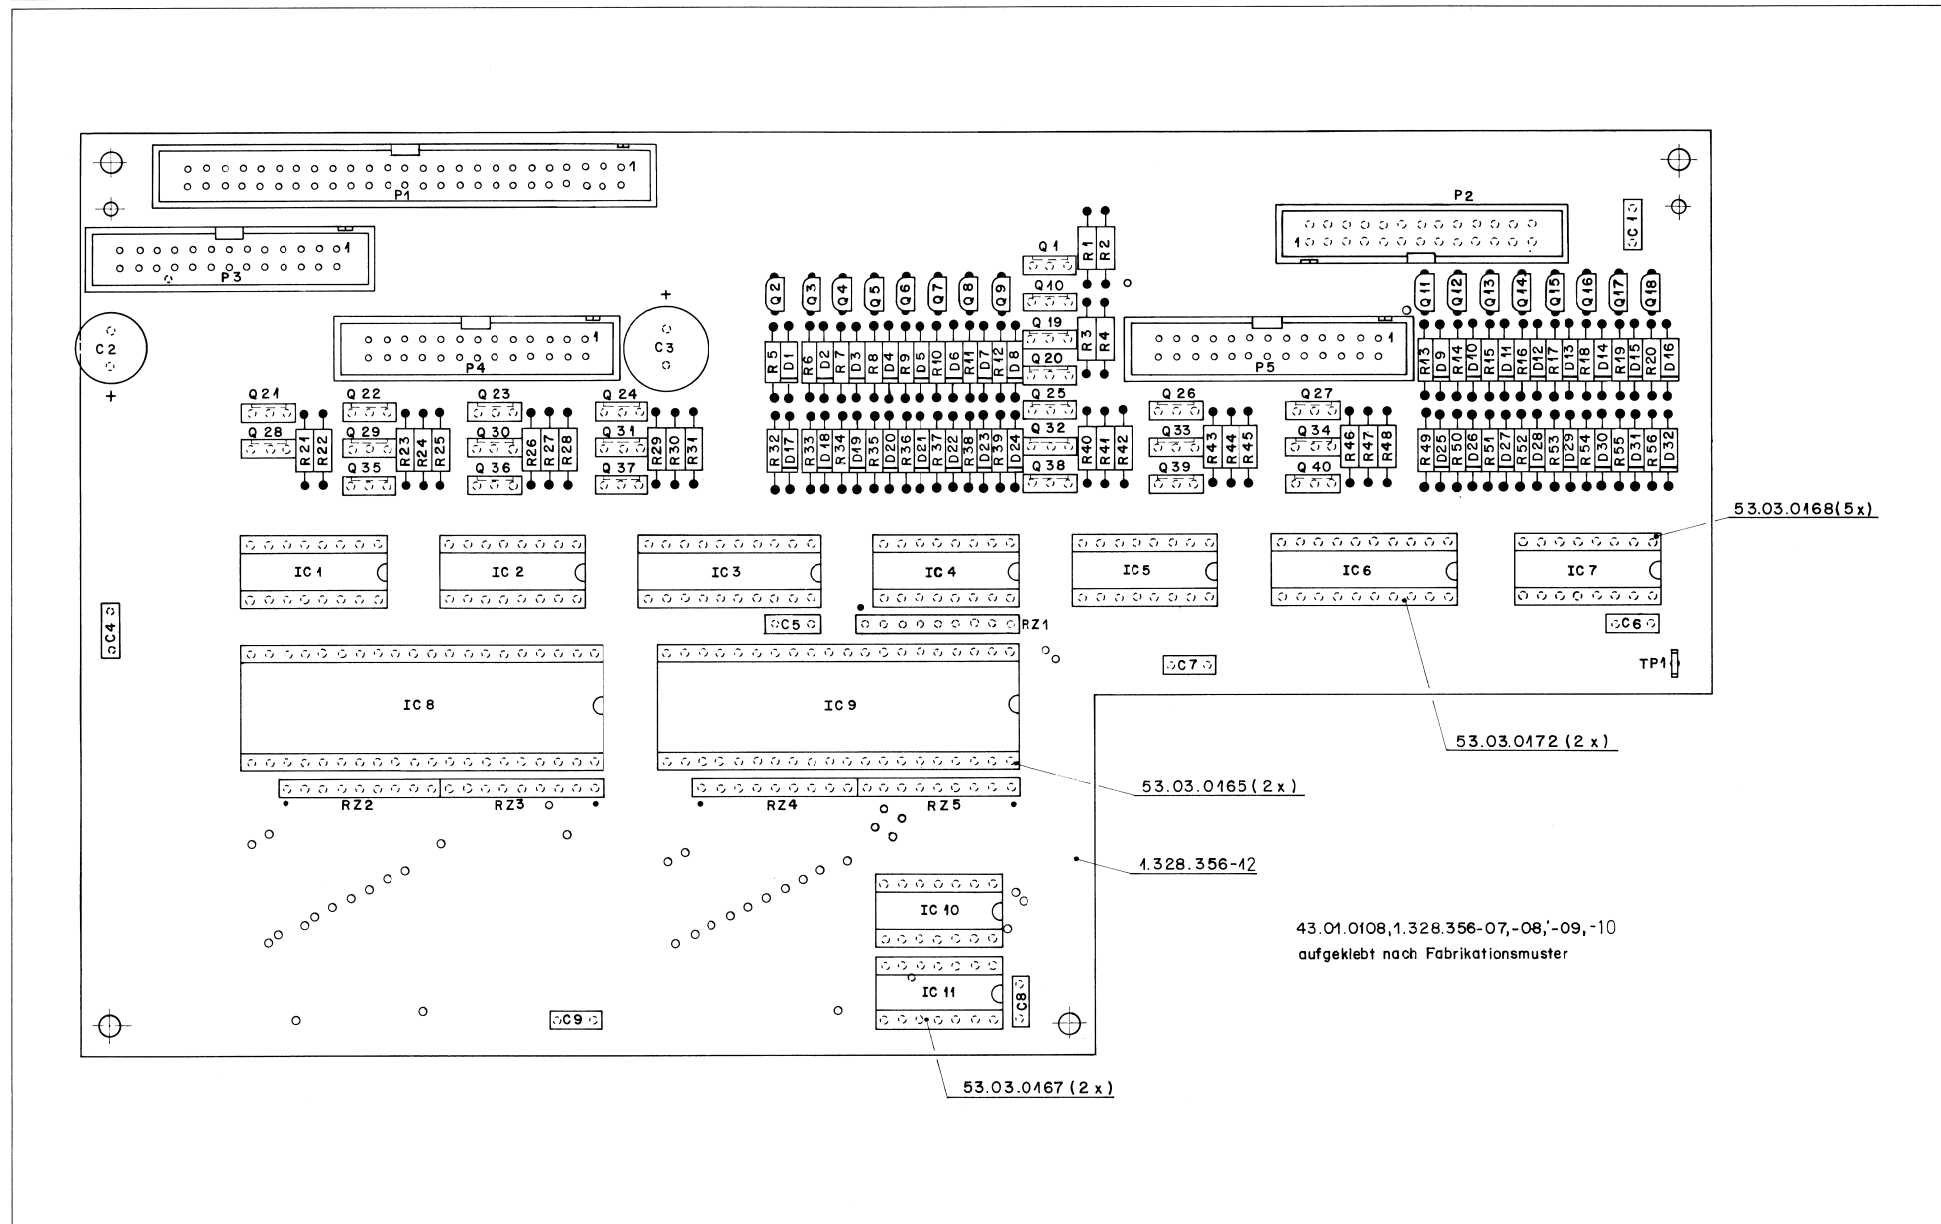 1
P1
P2
1
C1
1
P3
Q1
R1
R2
Q10
Q2
Q3
Q4
Q5
Q6
Q7
Q8
Q9
Q11
Q12
Q13
Q14
Q15
Q16
Q17
Q18
+
C2
+
C3
1
P4
Q19
R3
R4
Q20
1
P5
R5
D1
R6
D2
R7
D3
R8
D4
R9
D5
R10
D6
R11
D7
R12
D8
R13
D9
R14
D10
R15
D11
R16
D12
R17
D13
R18
D14
R19
D15
R20
D16
Q21
Q22
Q23
Q24
Q25
Q26
Q27
Q28
R21
R22
Q29
R23
R24
R25
Q30
R26
R27
R28
Q31
R29
R30
R31
R32
D17
R33
D18
R34
D19
R35
D20
R36
D21
R37
D22
R38
D23
R39
D24
Q32
R40
R41
R42
Q33
R43
R44
R45
Q34
R46
R47
R48
R49
D25
R50
D26
R51
D27
R52
D28
R53
D29
R54
D30
R55
D31
R56
D32
Q35
Q36
Q37
Q38
Q39
Q40
53.03.0168(5x)
IC1
IC2
IC3
IC4
IC5
IC6
IC7
C4
C5
RZ1
C6
C7
TP1
IC8
IC9
53.03.0172 (2x)
53.03.0165 (2x)
RZ2
RZ3
RZ4
RZ5
1.328.356-12
IC10
43.01.0108,1.328.356-07,-08,-09,-10
aufgeklebt nach Fabrikationsmuster
IC11
C8
C9
53.03.0167 (2x)